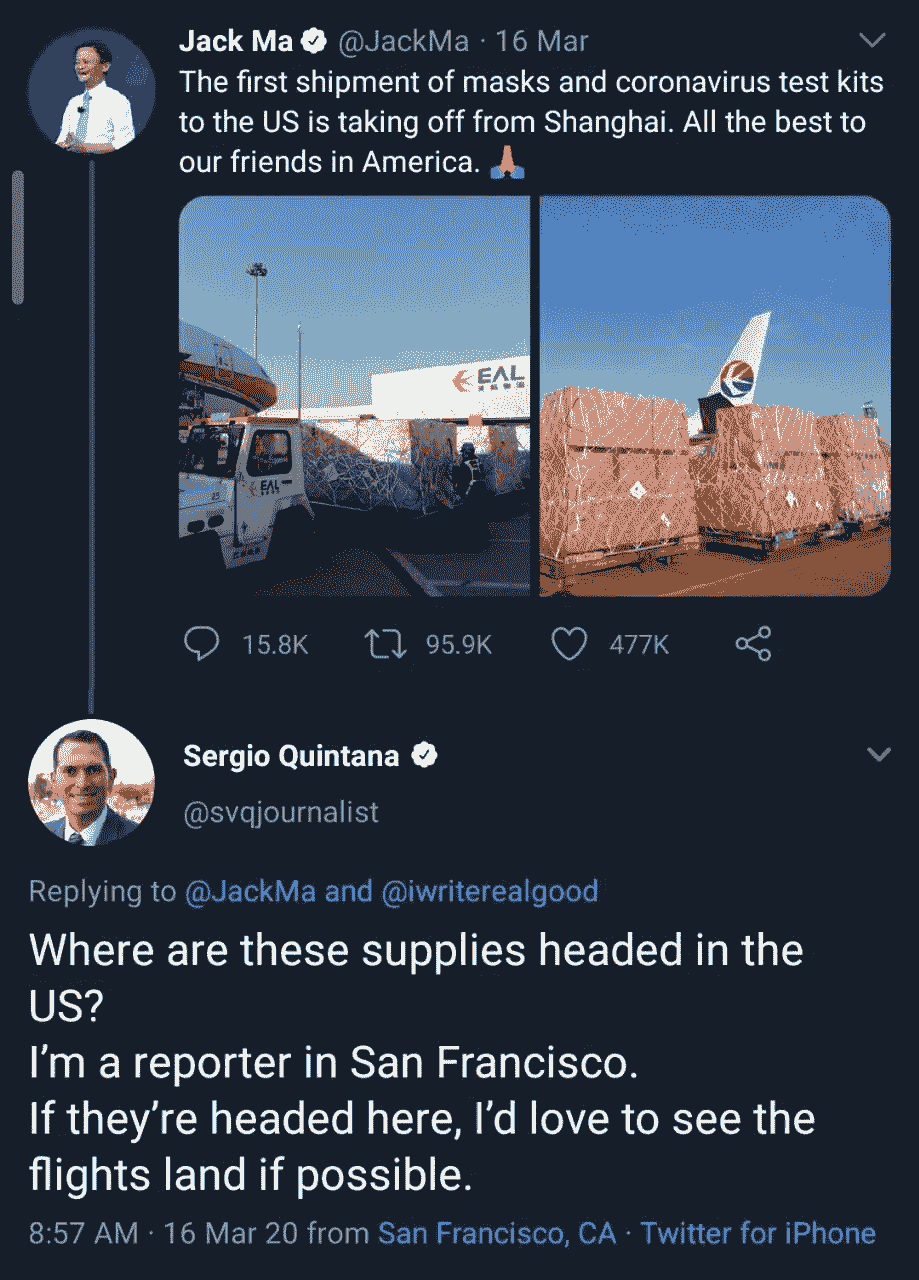 Jack Ma @JackMa · 16 Mar
The first shipment of masks and coronavirus test kits
to the US is taking off from Shanghai. All the best to
our friends in America. 🙏
EAL
EAL
15.8K 95.9K 477K
Sergio Quintana
@svqjournalist
Replying to @JackMa and @iwriterealgood
Where are these supplies headed in the
US?
I'm a reporter in San Francisco.
If they're headed here, I'd love to see the
flights land if possible.
8:57 AM · 16 Mar 20 from San Francisco, CA · Twitter for iPhone